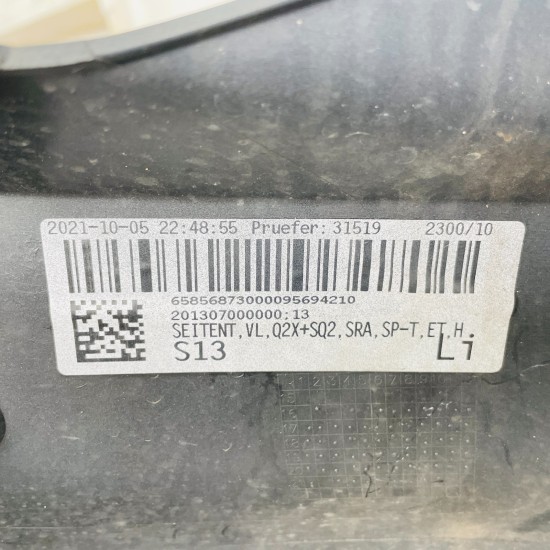 2021-10-05 22:48:55 Pruefer:31519 2300/10
65856873000095694210
201307000000;13
SEITENT,VL,Q2X+SQ2,SRA,SP-T,ET,H
S13 Li